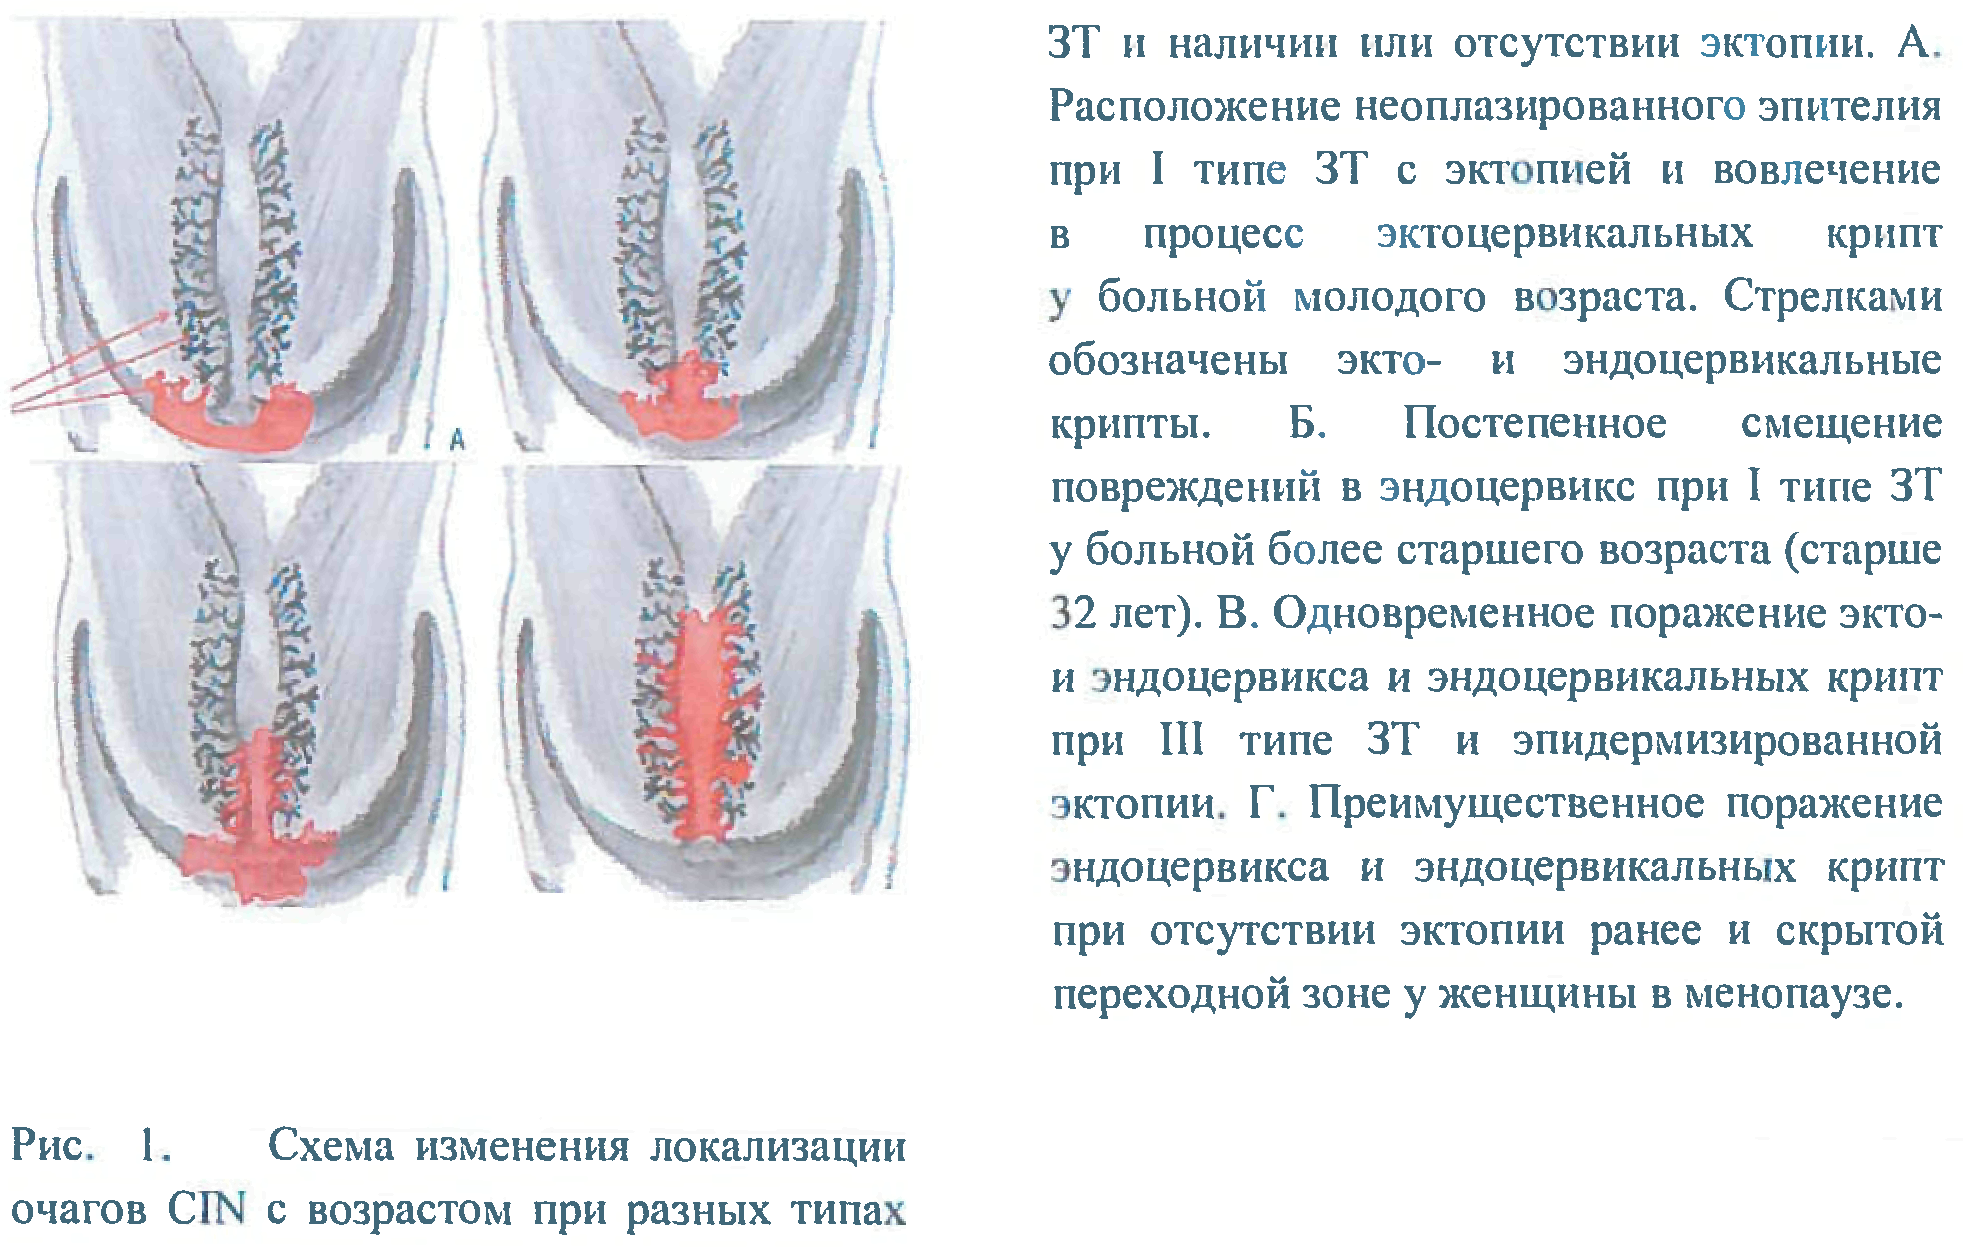 А
Рис. 1. Схема изменения локализации
очагов CIN с возрастом при разных типах
ЗТ и наличии или отсутствии эктопии. А.
Расположение неоплазированного эпителия
при I типе ЗТ с эктопией и вовлечение
в процесс эктоцервикальных крипт
у больной молодого возраста. Стрелками
обозначены экто- и эндоцервикальные
крипты. Б. Постепенное смещение
повреждений в эндоцервикс при I типе ЗТ
у больной более старшего возраста (старше
32 лет). В. Одновременное поражение экто-
и эндоцервикса и эндоцервикальных крипт
при III типе ЗТ и эпидермизированной
эктопии. Г. Преимущественное поражение
эндоцервикса и эндоцервикальных крипт
при отсутствии эктопии ранее и скрытой
переходной зоне у женщины в менопаузе.